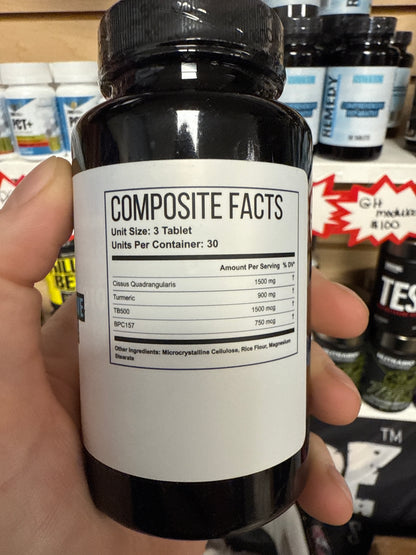 COMPOSITE FACTS
Unit Size: 3 Tablet
Units Per Container: 30
Amount Per Serving % DV*
Cissus Quadrangularis 1500 mg †
Turmeric 900 mg †
TB500 1500 mcg †
BPC157 750 mcg †
Other Ingredients: Microcrystalline Cellulose, Rice Flour, Magnesium
Stearate
PCT+
REMEDY
GH
$100
TES
TM